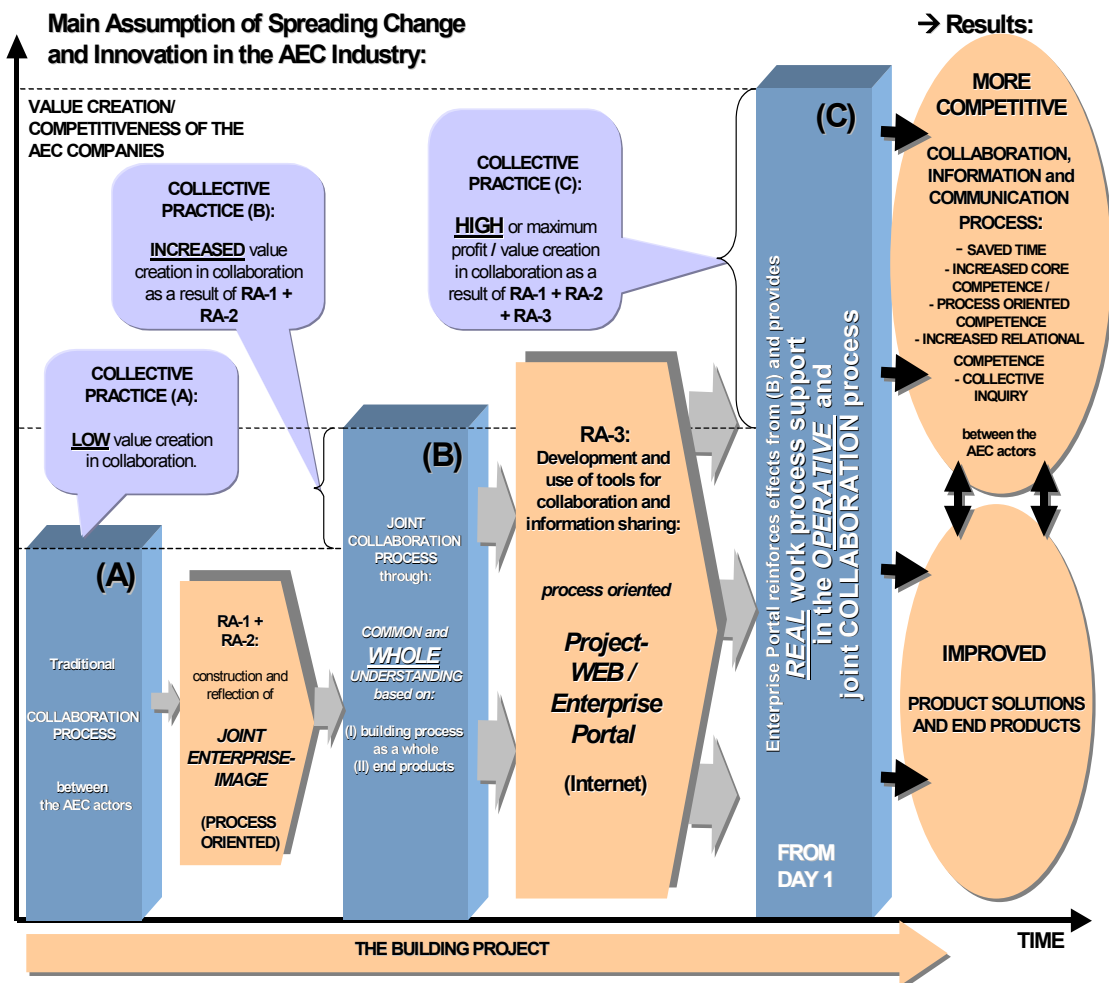 Main Assumption of Spreading Change
and Innovation in the AEC Industry:
→ Results:
VALUE CREATION/
COMPETITIVENESS OF THE
AEC COMPANIES
COLLECTIVE
PRACTICE (A):
LOW value creation
in collaboration.
COLLECTIVE
PRACTICE (B):
INCREASED value
creation in collaboration
as a result of RA-1 +
RA-2
COLLECTIVE
PRACTICE (C):
HIGH or maximum
profit / value creation
in collaboration as a
result of RA-1 + RA-2
+ RA-3
(A)
Traditional
COLLABORATION
PROCESS
between
the AEC actors
RA-1 +
RA-2:
construction and
reflection of
JOINT
ENTERPRISE-
IMAGE
(PROCESS
ORIENTED)
(B)
JOINT
COLLABORATION
PROCESS
through:
COMMON and
WHOLE
UNDERSTANDING
based on:
(I) building process
as a whole
(II) end products
RA-3:
Development and
use of tools for
collaboration and
information sharing:
process oriented
Project-
WEB /
Enterprise
Portal
(Internet)
(C)
Enterprise Portal reinforces effects from (B) and provides
REAL work process support
in the OPERATIVE and
joint COLLABORATION process
FROM
DAY 1
MORE
COMPETITIVE
COLLABORATION,
INFORMATION and
COMMUNICATION
PROCESS:
- SAVED TIME
- INCREASED CORE
COMPETENCE /
- PROCESS ORIENTED
COMPETENCE
- INCREASED RELATIONAL
COMPETENCE
- COLLECTIVE
INQUIRY
between the
AEC actors
IMPROVED
PRODUCT SOLUTIONS
AND END PRODUCTS
TIME
THE BUILDING PROJECT